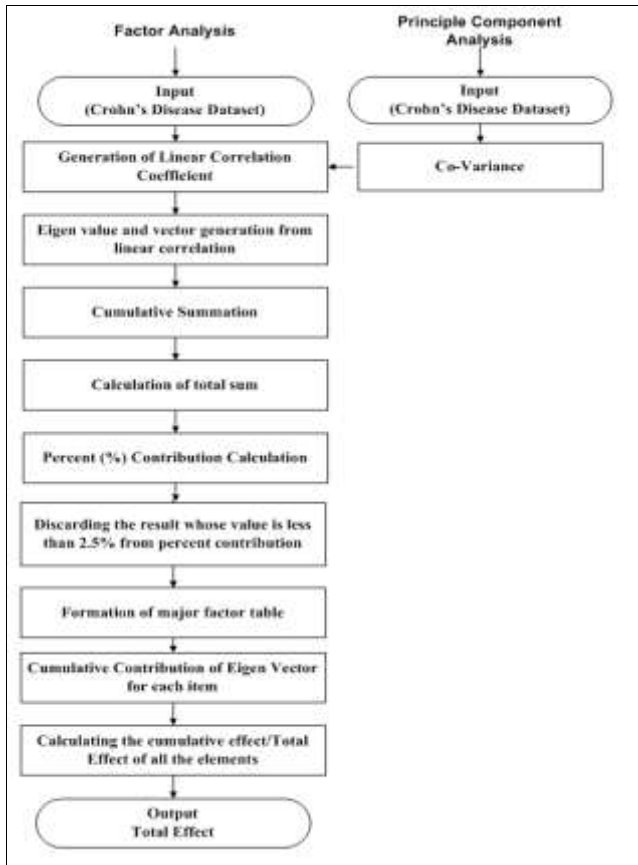 Factor Analysis
Principle Component
Analysis
Input
(Crohn's Disease Dataset)
Input
(Crohn's Disease Dataset)
Generation of Linear Correlation
Coefficient
Co-Variance
Eigen value and vector generation from
linear correlation
Cumulative Summation
Calculation of total sum
Percent (%) Contribution Calculation
Discarding the result whose value is less
than 2.5% from percent contribution
Formation of major factor table
Cumulative Contribution of Eigen Vector
for each item
Calculating the cumulative effect/Total
Effect of all the elements
Output
Total Effect